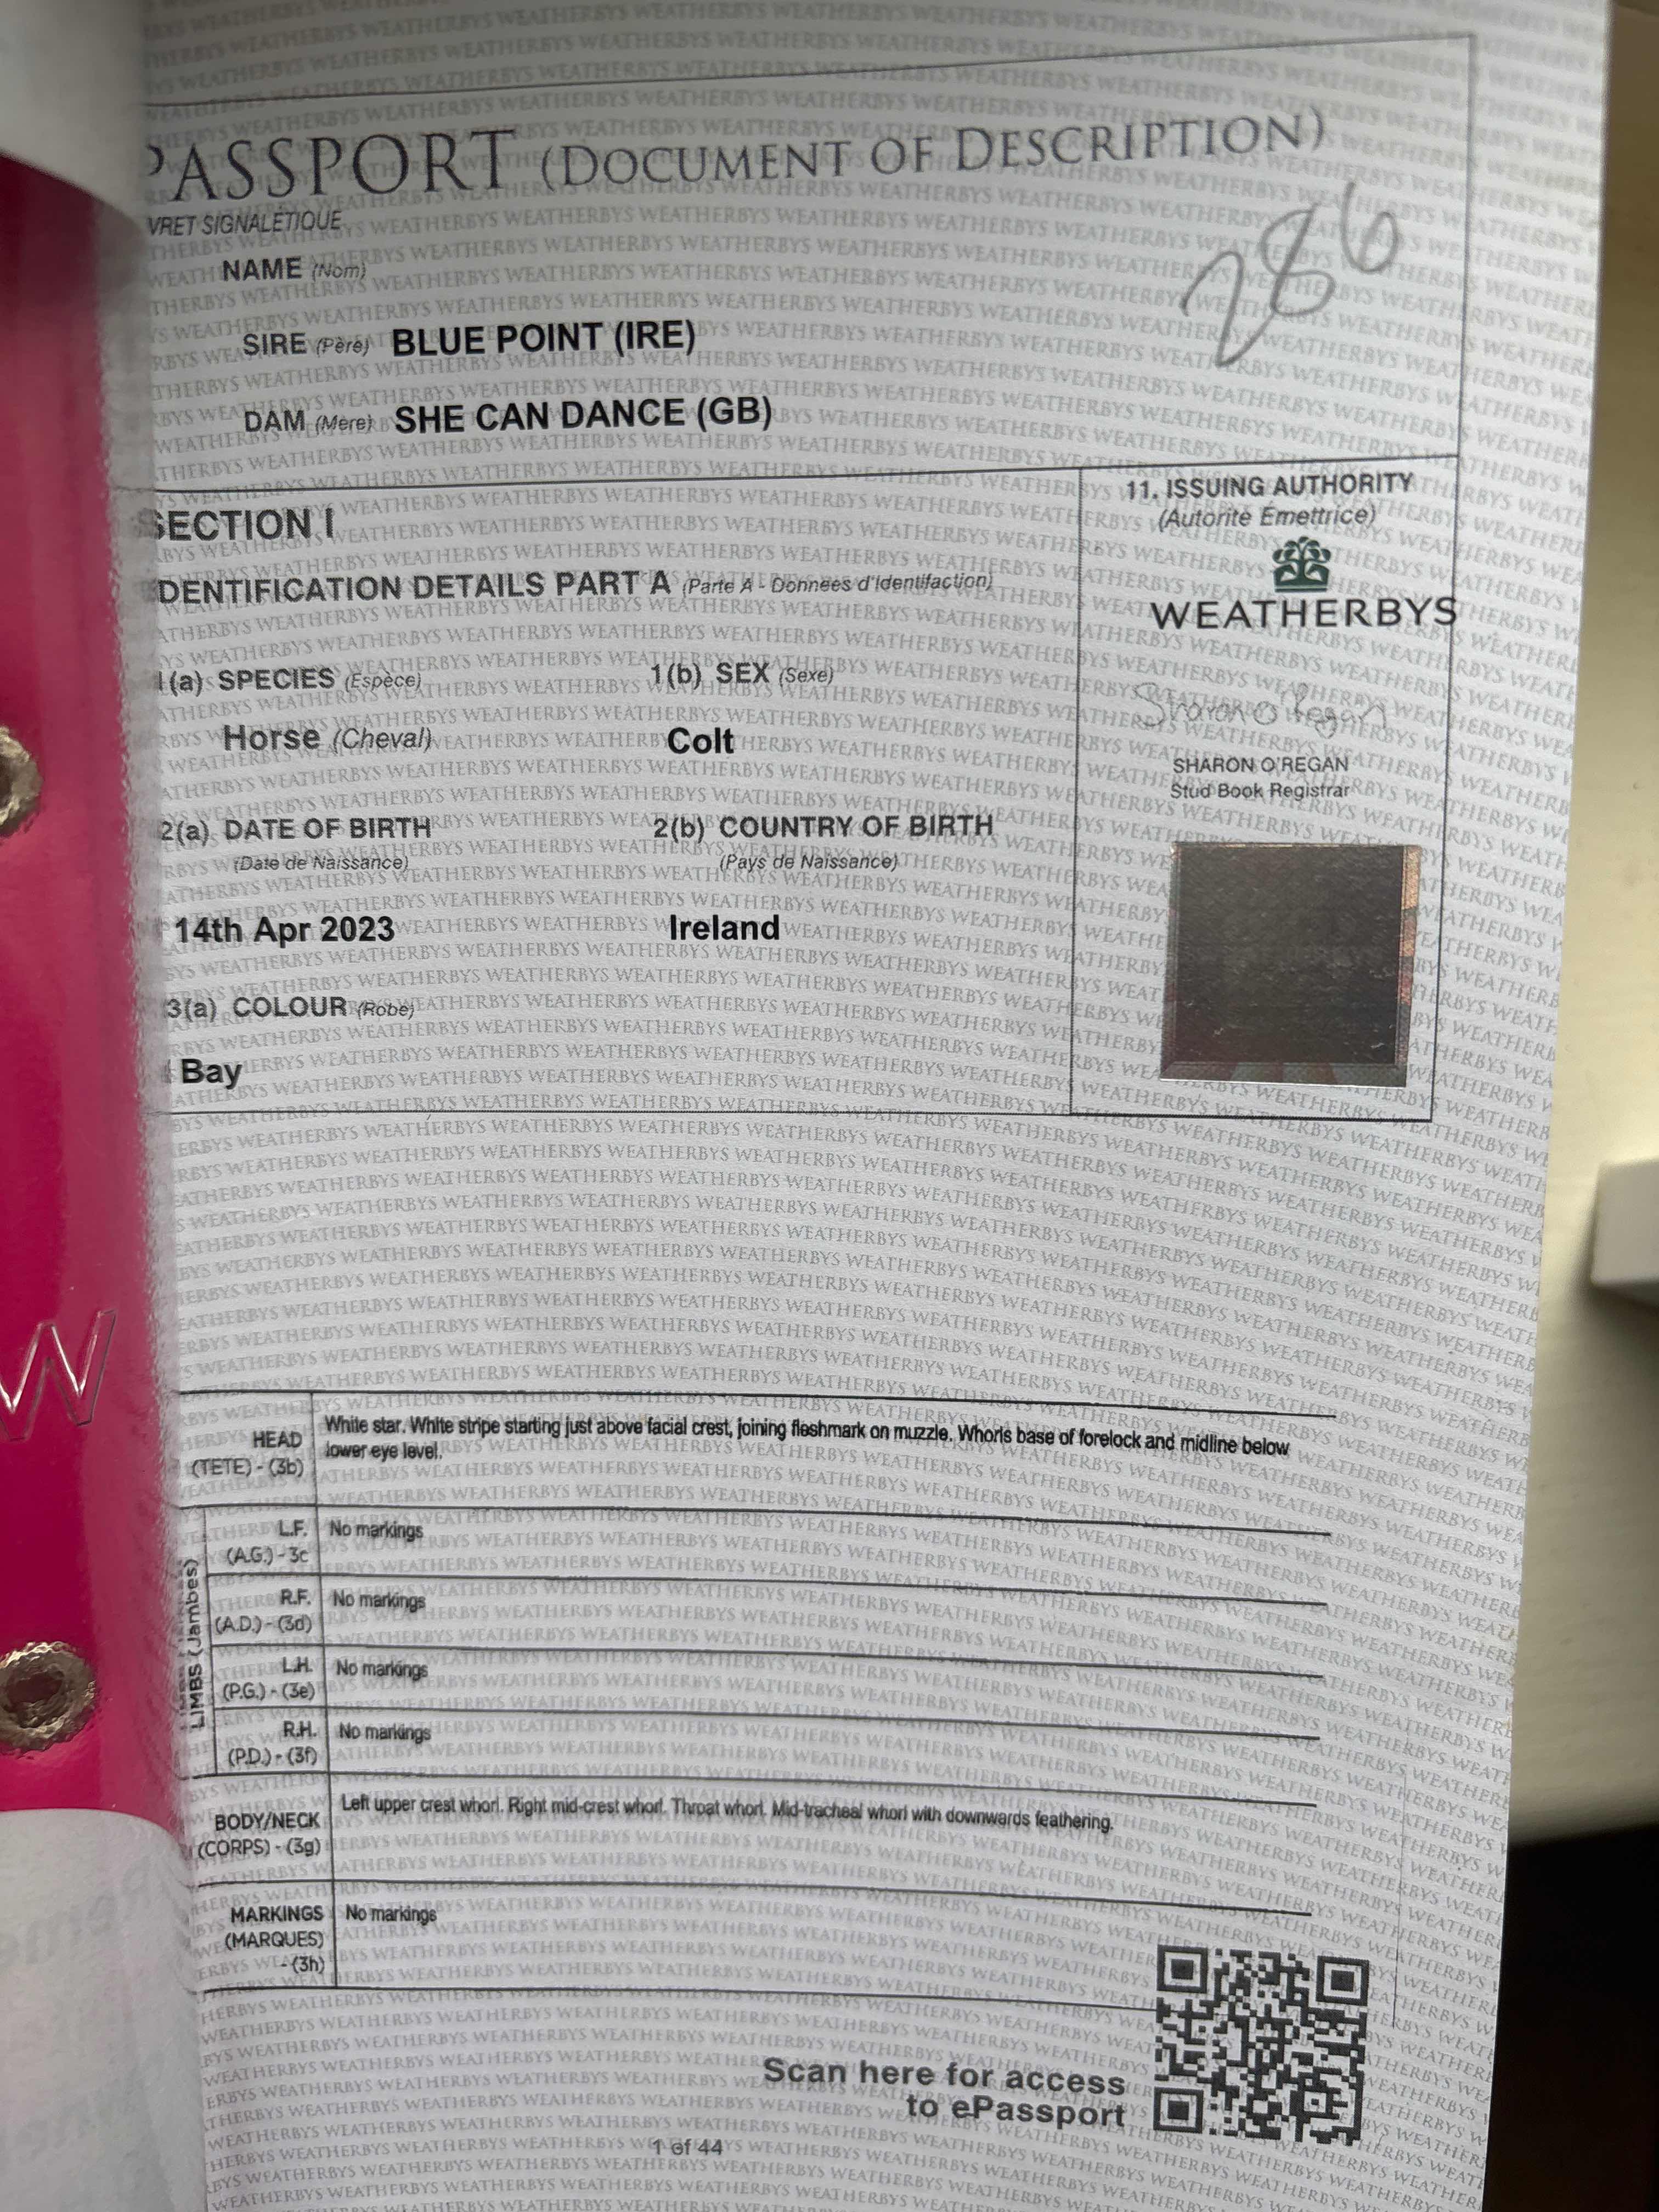 PASSPORT (DOCUMENT OF DESCRIPTION)
VRET SIGNALÉTIQUE
286
NAME (Nom)
SIRE (Père) BLUE POINT (IRE)
DAM (Mere) SHE CAN DANCE (GB)
SECTION I
IDENTIFICATION DETAILS PART A (Parte A - Donnees d'Identifaction)
1(a) SPECIES (Espèce)
1(b) SEX (Sexe)
Horse (Cheval)
Colt
2(a) DATE OF BIRTH
(Date de Naissance)
2(b) COUNTRY OF BIRTH
(Pays de Naissance)
14th Apr 2023
Ireland
3(a) COLOUR (Robe)
Bay
11. ISSUING AUTHORITY
(Autorité Émettrice)
WEATHERBYS
Sharon O'Regan
SHARON O'REGAN
Stud Book Registrar
HEAD
(TETE) - (3b)
White star. White stripe starting just above facial crest, joining fleshmark on muzzle. Whorls base of forelock and midline below
lower eye level.
LIMBS (Jambes)
L.F.
(A.G.) - 3c
No markings
R.F.
(A.D.) - (3d)
No markings
L.H.
(P.G.) - (3e)
No markings
R.H.
(P.D.) - (3f)
No markings
BODY/NECK
(CORPS) - (3g)
Left upper crest whorl. Right mid-crest whorl. Throat whorl. Mid-tracheal whorl with downwards feathering.
MARKINGS
(MARQUES)
- (3h)
No markings
Scan here for access
to ePassport
1 of 44
W